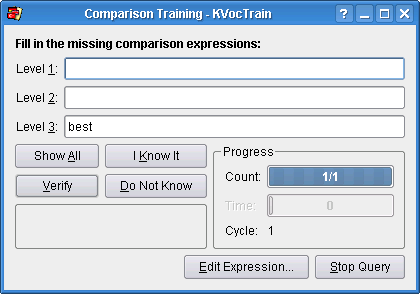 Comparison Training - KVocTrain
Fill in the missing comparison expressions:
Level 1:
Level 2:
Level 3: best
Show All I Know It
Verify Do Not Know
Progress
Count: 1/1
Time: 0
Cycle: 1
Edit Expression... Stop Query